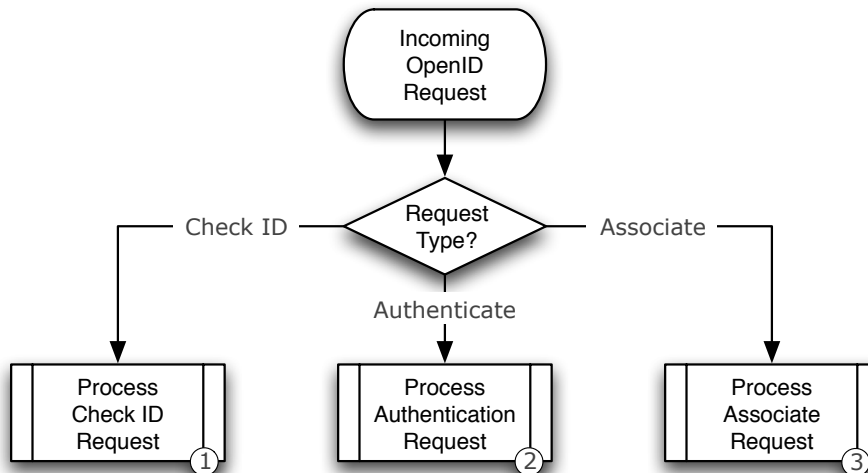 Incoming
OpenID
Request
Request
Type?
Check ID
Associate
Authenticate
Process
Check ID
Request
1
Process
Authentication
Request
2
Process
Associate
Request
3